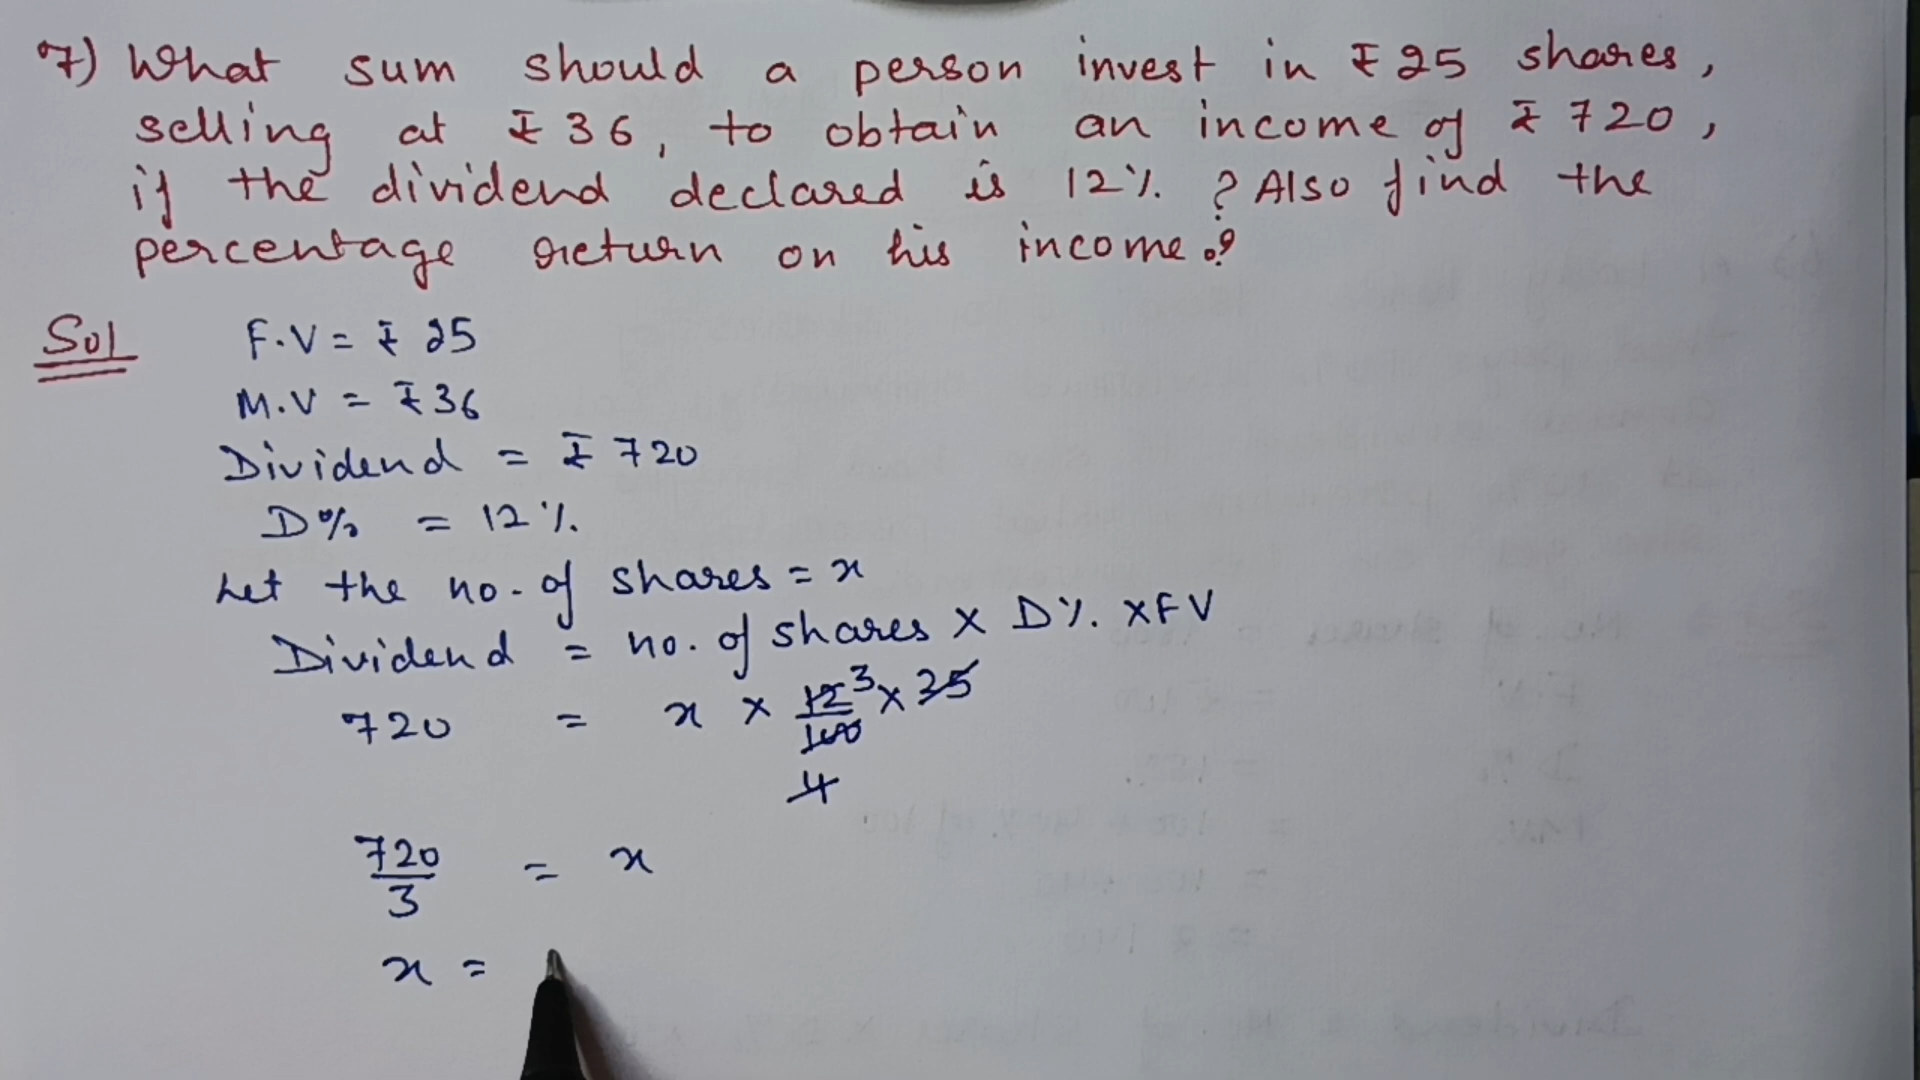 7) What sum should a person invest in ₹25 shares,
selling at ₹36, to obtain an income of ₹720,
if the dividend declared is 12%. ? Also find the
percentage return on his income.?
Sol
F.V = ₹25
M.V = ₹36
Dividend = ₹720
D% = 12%.
Let the no. of shares = x
Dividend = no. of shares × D%. × FV
720 = x × 12/100 3 × 25
4
720/3 = x
x =